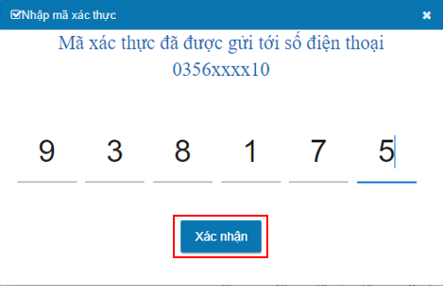 Nhập mã xác thực
Mã xác thực đã được gửi tới số điện thoại
0356xxxx10
9 3 8 1 7 5
Xác nhận